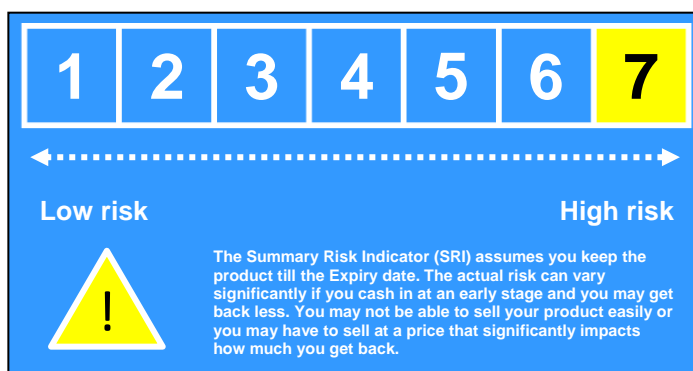 1 2 3 4 5 6 7
Low risk High risk
!
The Summary Risk Indicator (SRI) assumes you keep the
product till the Expiry date. The actual risk can vary
significantly if you cash in at an early stage and you may get
back less. You may not be able to sell your product easily or
you may have to sell at a price that significantly impacts
how much you get back.